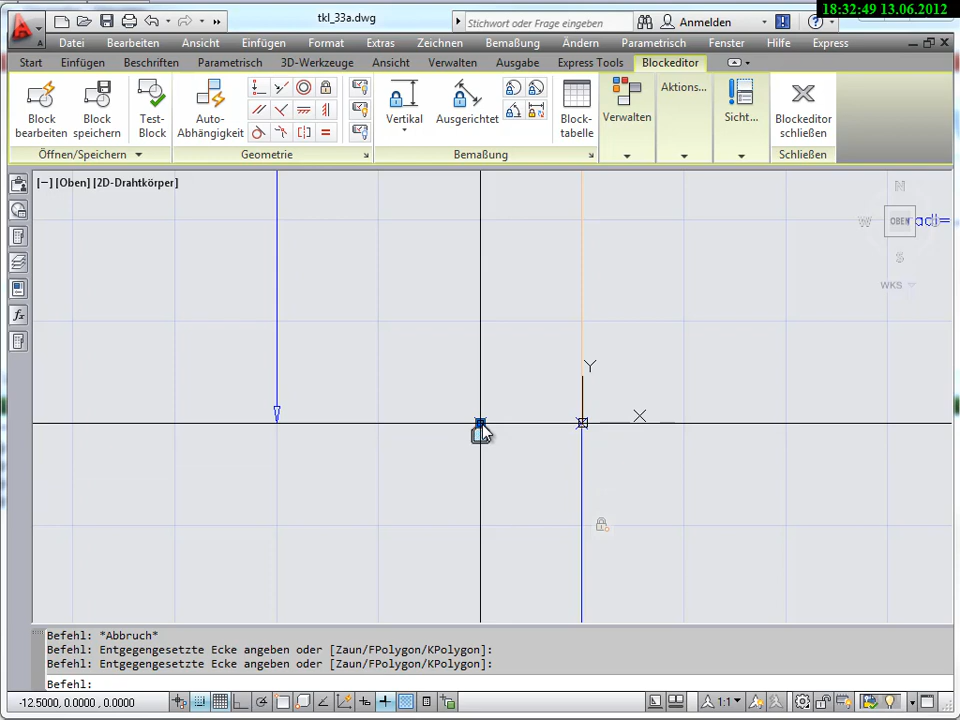 18:32:49 13.06.2012
tkl_33a.dwg
Stichwort oder Frage eingeben
Anmelden
Datei Bearbeiten Ansicht Einfügen Format Extras Zeichnen Bemaßung Ändern Parametrisch Fenster Hilfe Express
Start Einfügen Beschriften Parametrisch 3D-Werkzeuge Ansicht Verwalten Ausgabe Express Tools Blockeditor
Block bearbeiten
Block speichern
Test-Block
Auto-Abhängigkeit
Vertikal
Ausgerichtet
Block-tabelle
Verwalten
Aktions...
Sicht...
Blockeditor schließen
Öffnen/Speichern Geometrie Bemaßung Schließen
[−] [Oben] [2D-Drahtkörper]
N
W
OBEN
S
WKS
radi=
Y
X
Befehl: *Abbruch*
Befehl: Entgegengesetzte Ecke angeben oder [Zaun/FPolygon/KPolygon]:
Befehl: Entgegengesetzte Ecke angeben oder [Zaun/FPolygon/KPolygon]:
Befehl:
-12.5000, 0.0000, 0.0000
1:1